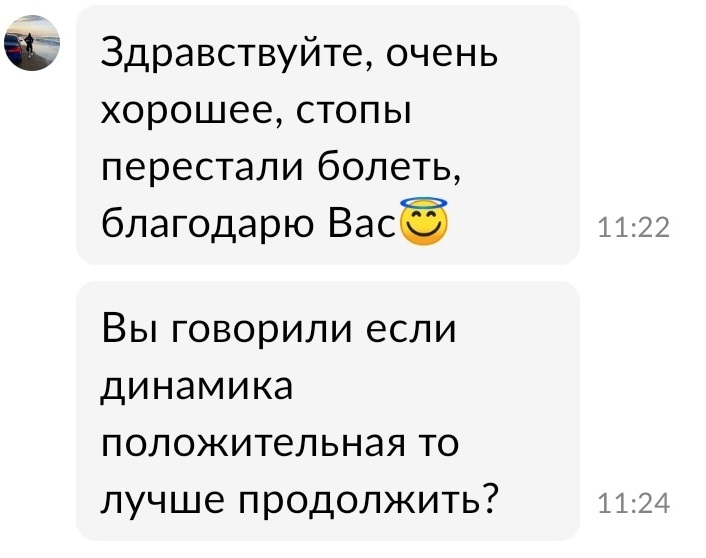 Здравствуйте, очень
хорошее, стопы
перестали болеть,
благодарю Вас😇
11:22
Вы говорили если
динамика
положительная то
лучше продолжить?
11:24